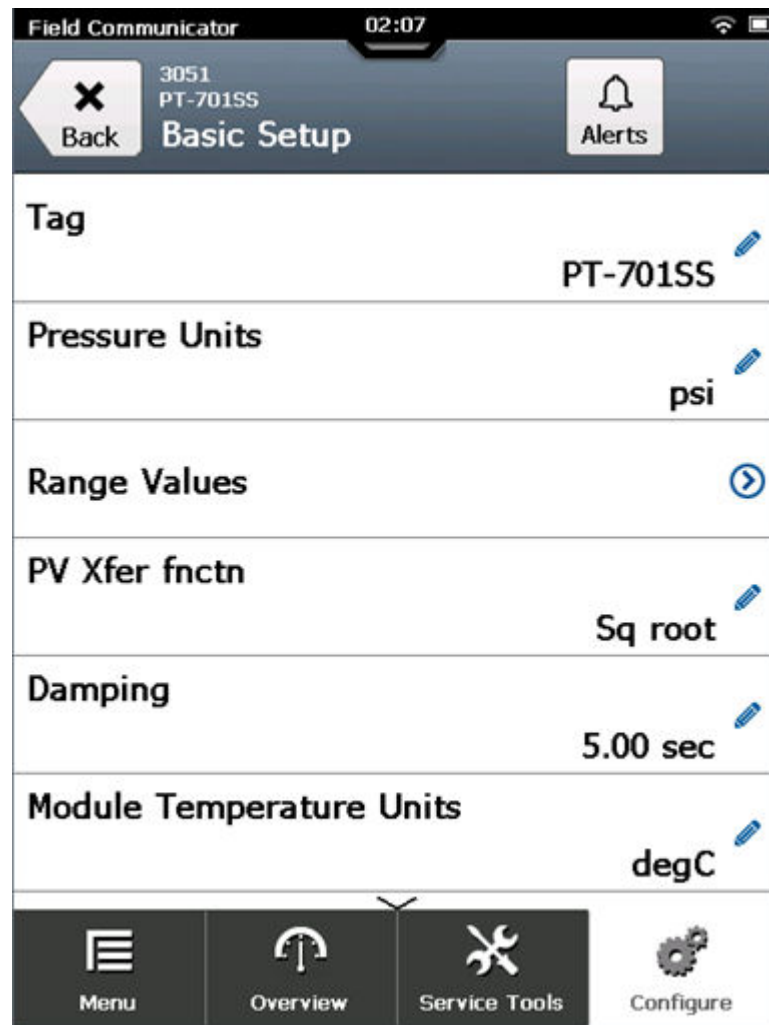 Field Communicator 02:07
3051
PT-701SS
Back
Basic Setup
Alerts
Tag
PT-701SS
Pressure Units
psi
Range Values
PV Xfer fnctn
Sq root
Damping
5.00 sec
Module Temperature Units
degC
Menu
Overview
Service Tools
Configure